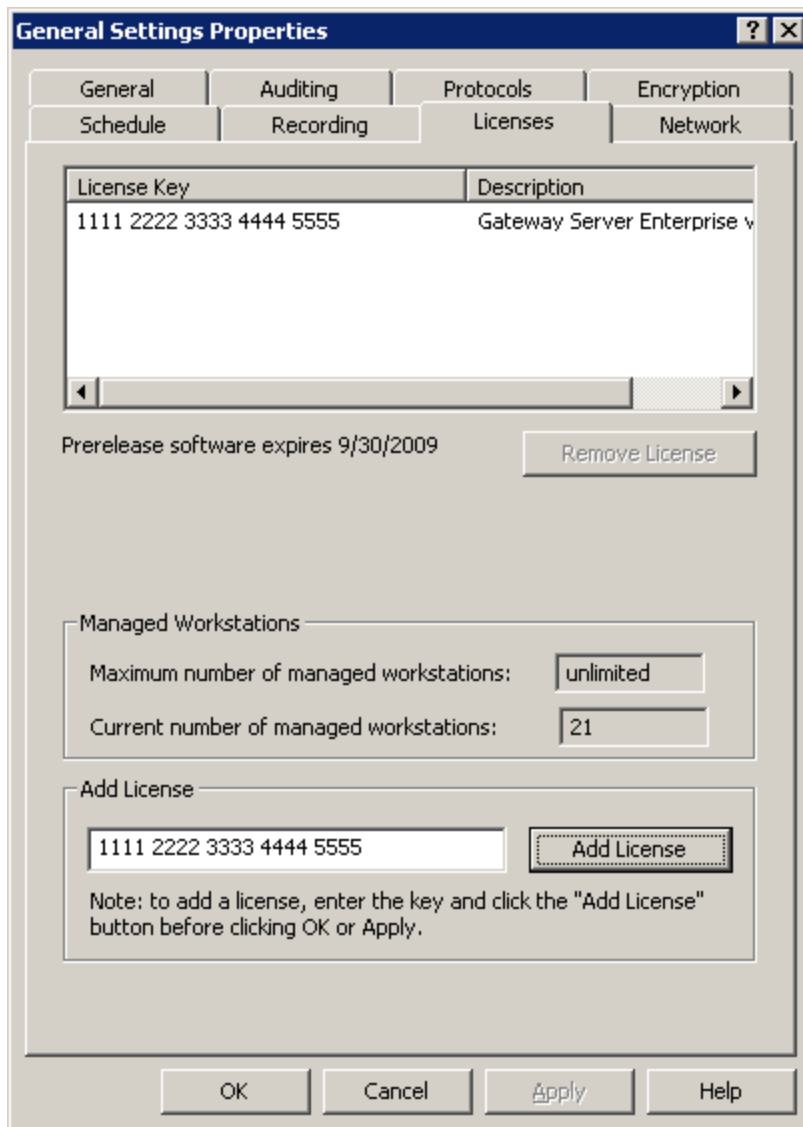 General Settings Properties
General Auditing Protocols Encryption
Schedule Recording Licenses Network
License Key Description
1111 2222 3333 4444 5555 Gateway Server Enterprise v
Prerelease software expires 9/30/2009 Remove License
Managed Workstations
Maximum number of managed workstations: unlimited
Current number of managed workstations: 21
Add License
1111 2222 3333 4444 5555 Add License
Note: to add a license, enter the key and click the "Add License"
button before clicking OK or Apply.
OK Cancel Apply Help